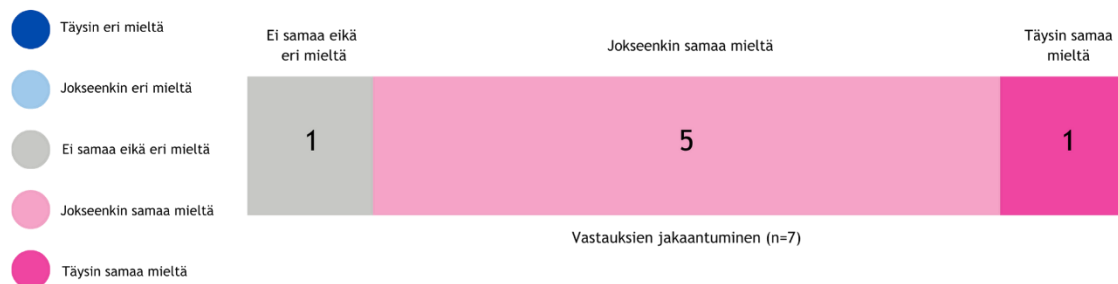 Täysin eri mieltä
Jokseenkin eri mieltä
Ei samaa eikä eri mieltä
Jokseenkin samaa mieltä
Täysin samaa mieltä
Ei samaa eikä
eri mieltä
Jokseenkin samaa mieltä
Täysin samaa
mieltä
1
5
1
Vastauksien jakaantuminen (n=7)